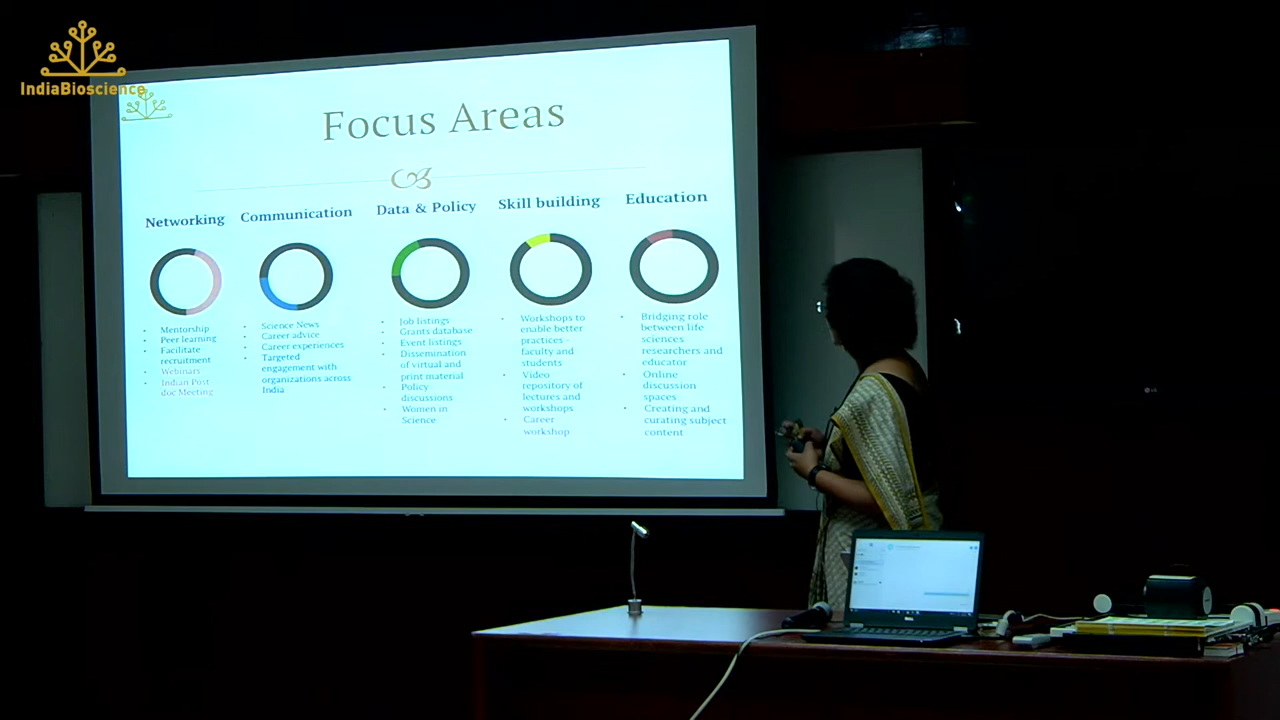 IndiaBioscience
Focus Areas
Networking
Mentorship
Peer learning
Facilitate
recruitment
Webinars
Indian Post
doc Meeting
Communication
Science News
Career advice
Career experiences
Targeted
engagement with
organizations across
India
Data & Policy
Job listings
Grants database
Event listings
Dissemination
of virtual and
print material
Policy
discussions
Women in
Science
Skill building
Workshops to
enable better
practices –
faculty and
students
Video
repository of
lectures and
workshops
Career
workshop
Education
Bridging role
between life
sciences
researchers and
educator
Online
discussion
spaces
Creating and
curating subject
content
LG
DELL